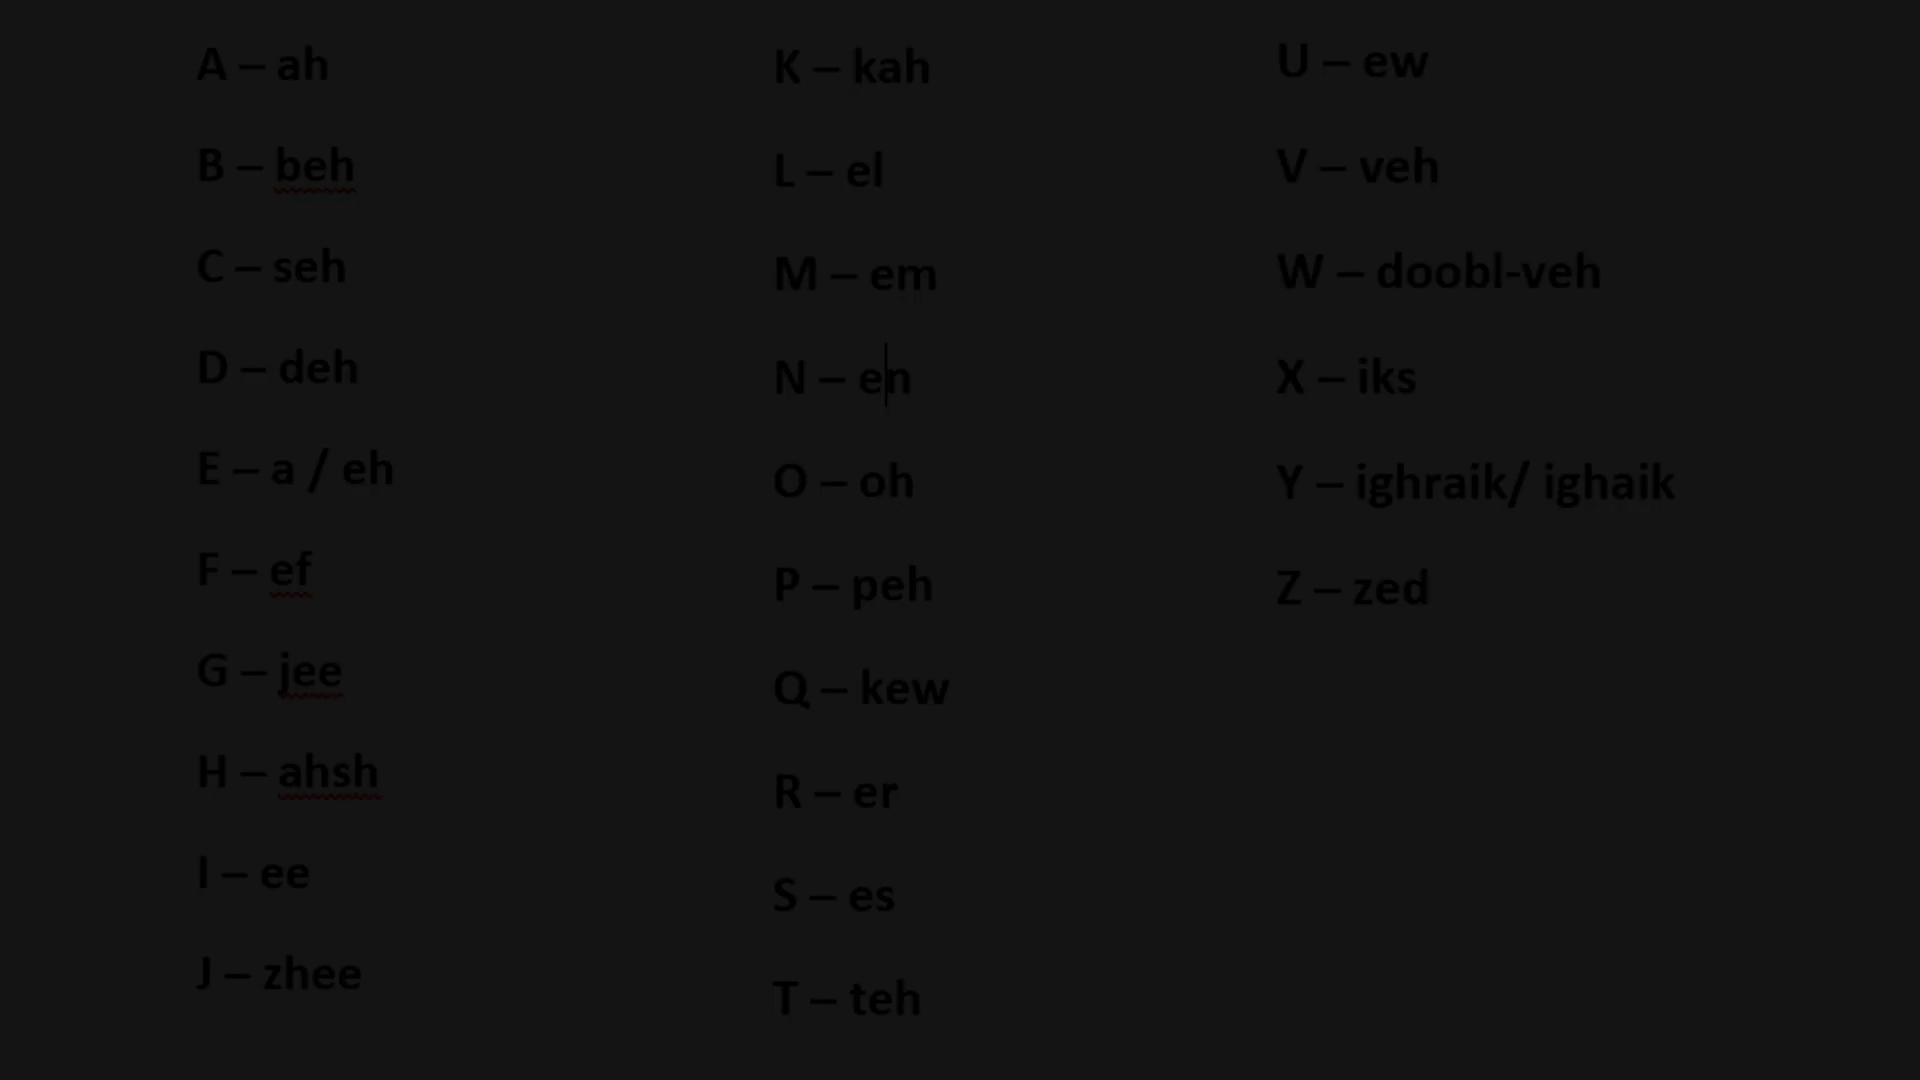 A – ah
B – beh
C – seh
D – deh
E – a / eh
F – ef
G – jee
H – ahsh
I – ee
J – zhee
K – kah
L – el
M – em
N – en
O – oh
P – peh
Q – kew
R – er
S – es
T – teh
U – ew
V – veh
W – doobl-veh
X – iks
Y – ighraik/ ighaik
Z – zed